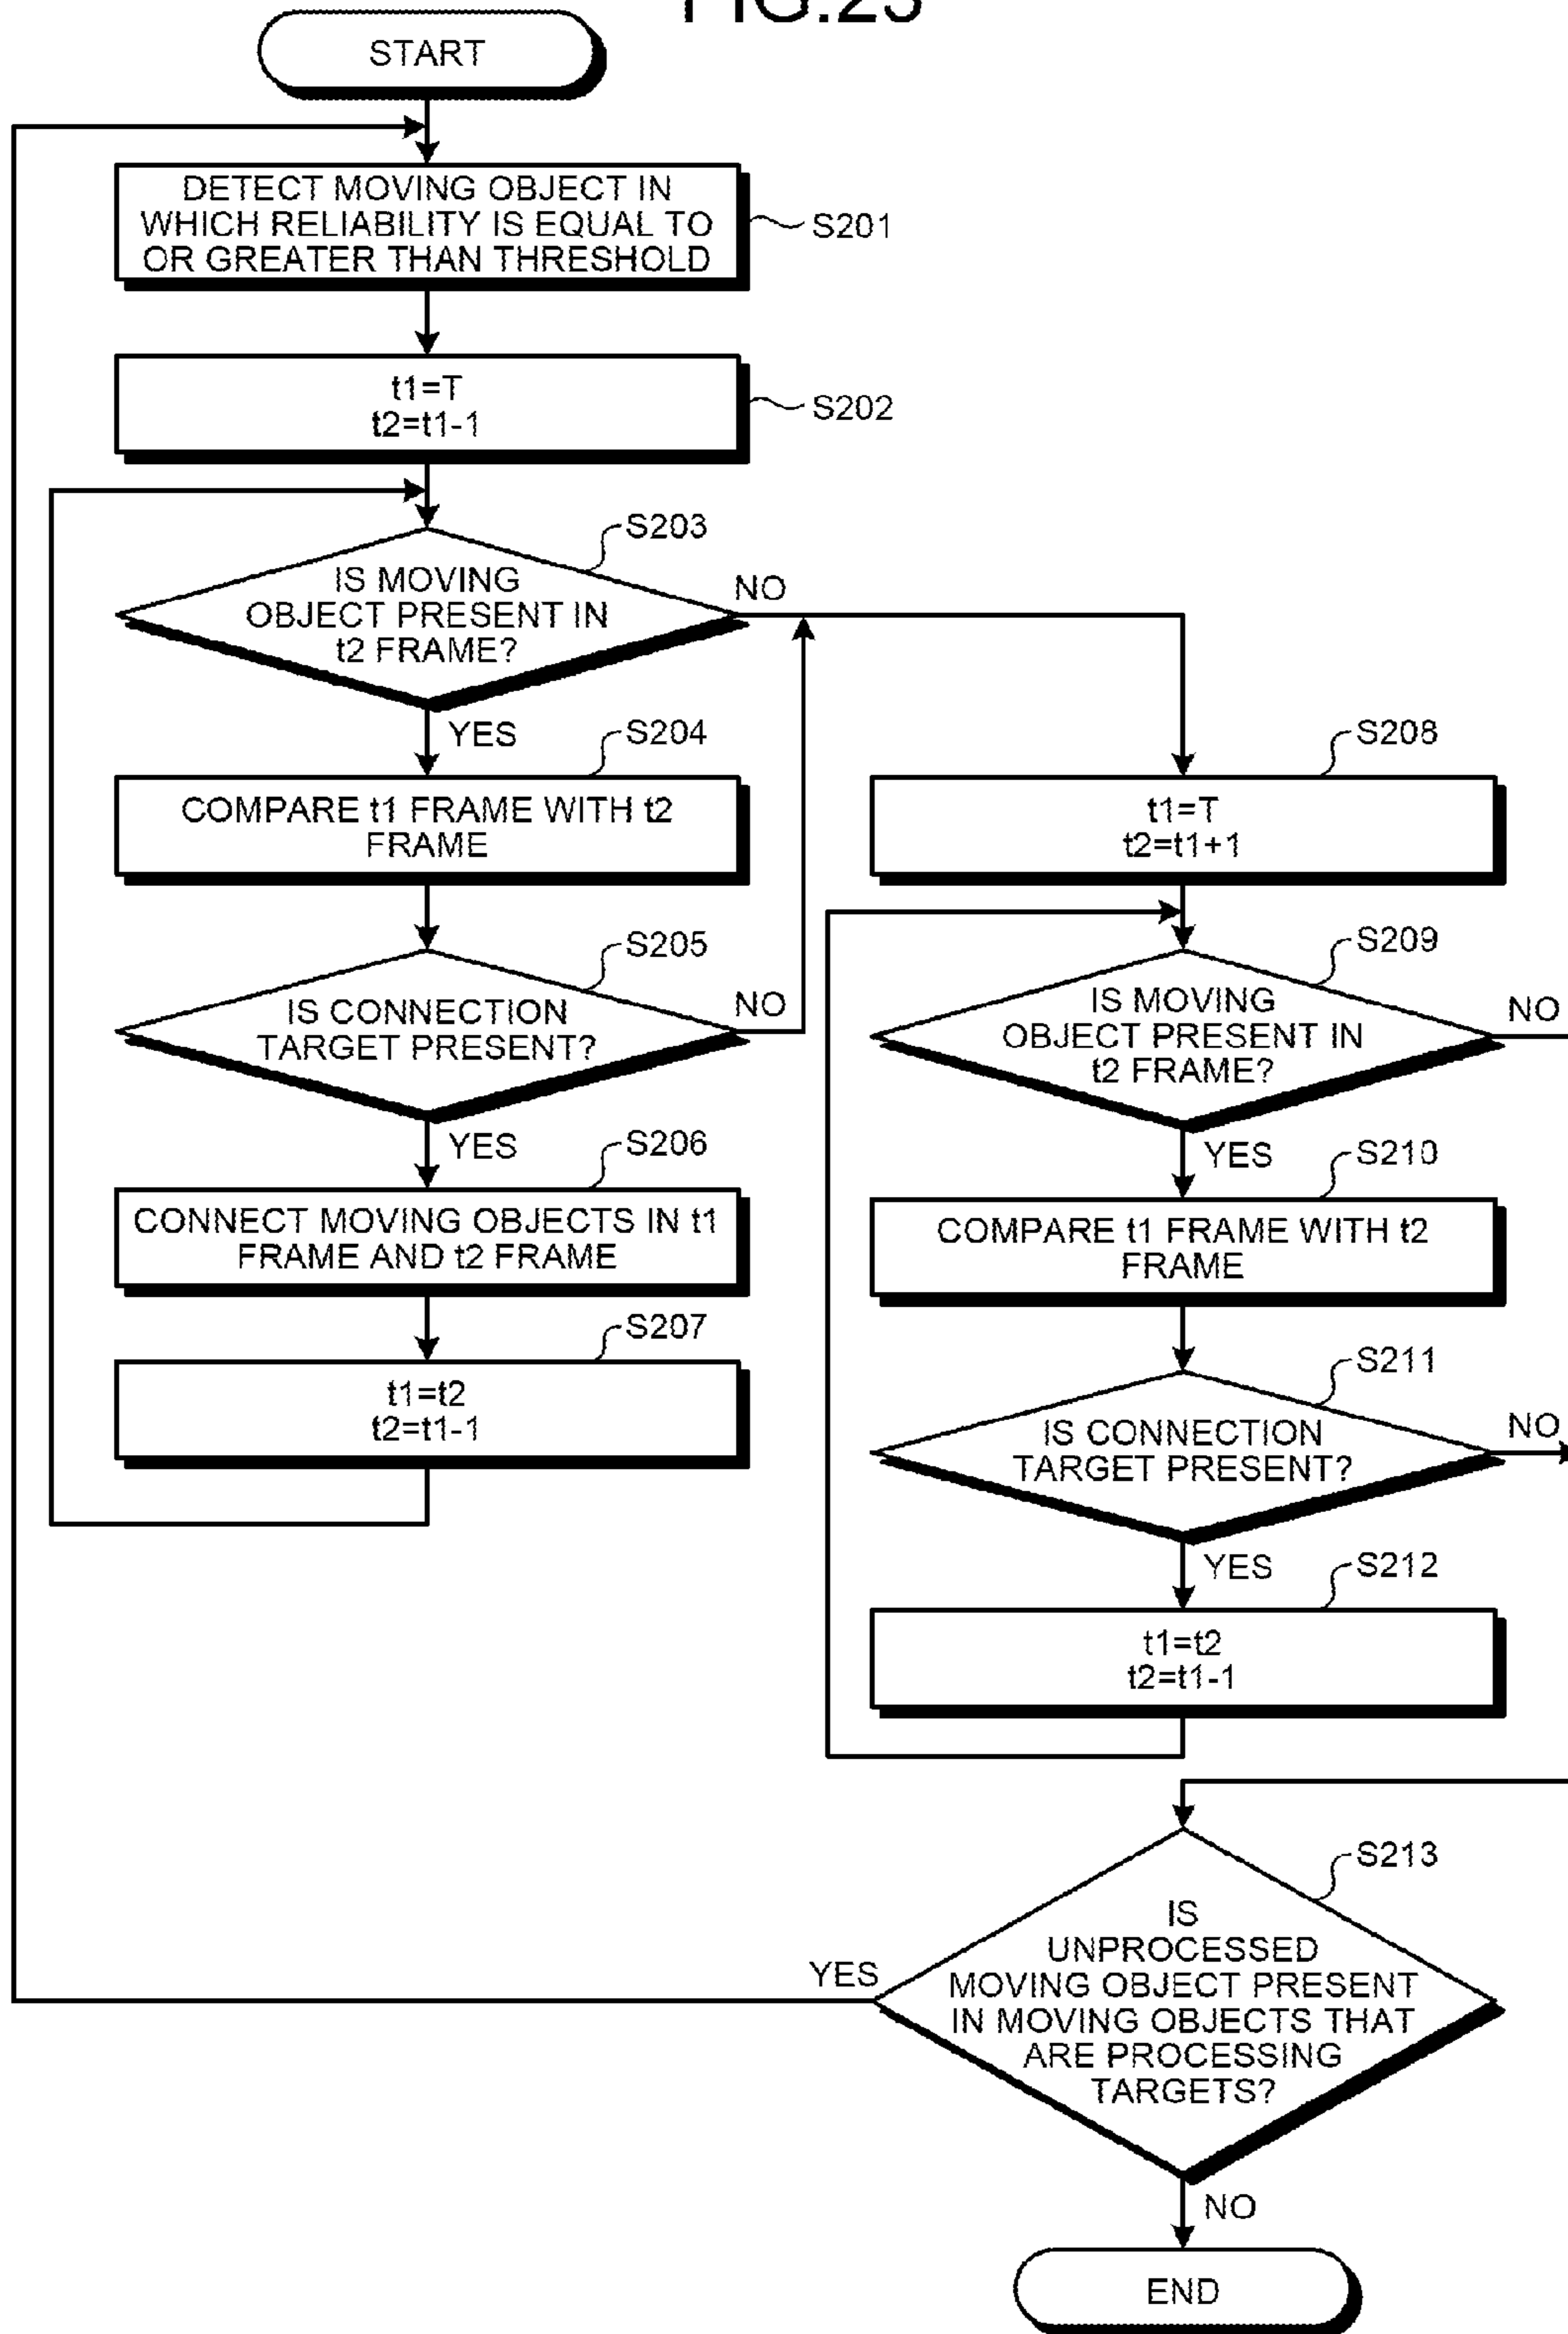 FIG.23
START
DETECT MOVING OBJECT IN
WHICH RELIABILITY IS EQUAL TO
OR GREATER THAN THRESHOLD
S201
t1=T
t2=t1-1
S202
S203
IS MOVING
OBJECT PRESENT IN
t2 FRAME?
NO
YES
S204
COMPARE t1 FRAME WITH t2
FRAME
S205
IS CONNECTION
TARGET PRESENT?
NO
YES
S206
CONNECT MOVING OBJECTS IN t1
FRAME AND t2 FRAME
S207
t1=t2
t2=t1-1
S208
t1=T
t2=t1+1
S209
IS MOVING
OBJECT PRESENT IN
t2 FRAME?
NO
YES
S210
COMPARE t1 FRAME WITH t2
FRAME
S211
IS CONNECTION
TARGET PRESENT?
NO
YES
S212
t1=t2
t2=t1-1
S213
IS
UNPROCESSED
MOVING OBJECT PRESENT
IN MOVING OBJECTS THAT
ARE PROCESSING
TARGETS?
YES
NO
END